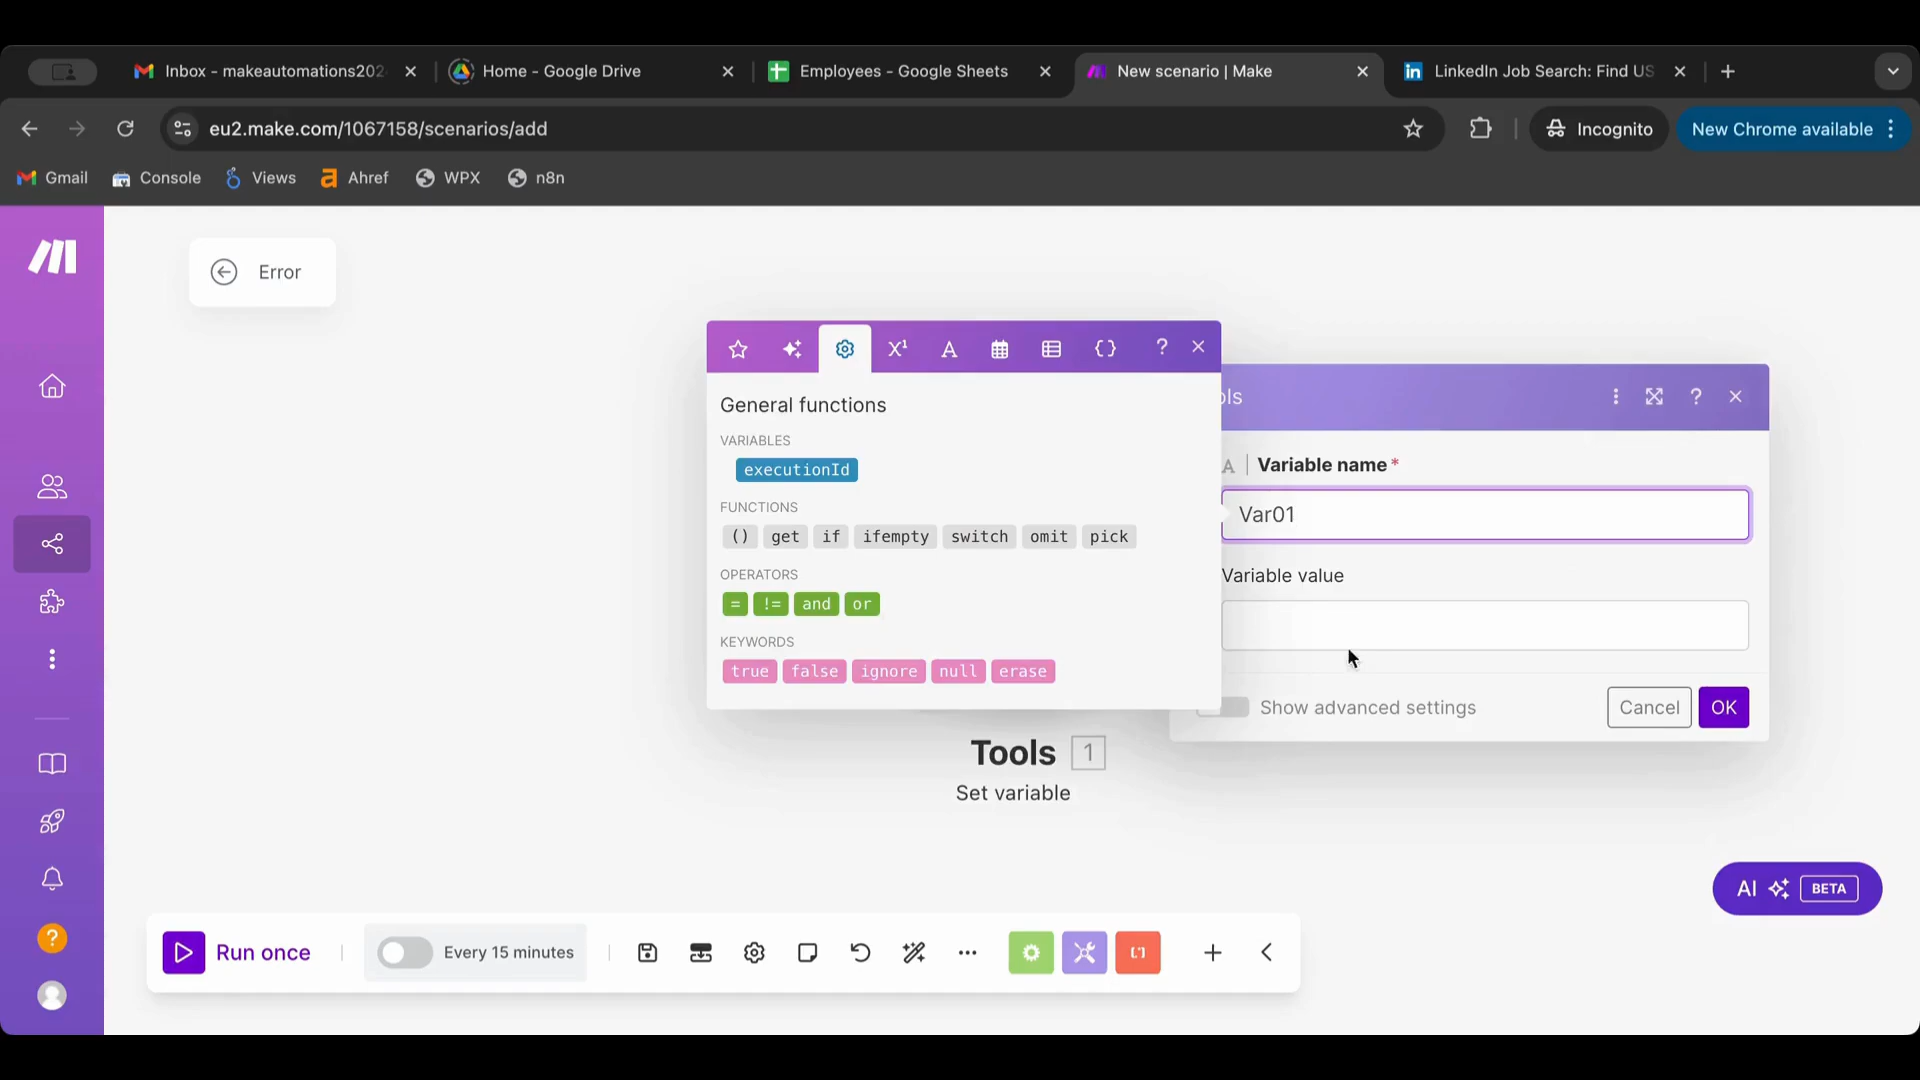 Inbox - makeautomations202
Home - Google Drive
Employees - Google Sheets
New scenario | Make
LinkedIn Job Search: Find US
eu2.make.com/1067158/scenarios/add
Incognito
New Chrome available
Gmail
Console
Views
Ahref
WPX
n8n
Error
General functions
VARIABLES
executionId
FUNCTIONS
() get if ifempty switch omit pick
OPERATORS
= != and or
KEYWORDS
true false ignore null erase
ols
A Variable name*
Var01
Variable value
Show advanced settings
Cancel
OK
Tools 1
Set variable
AI BETA
Run once
Every 15 minutes